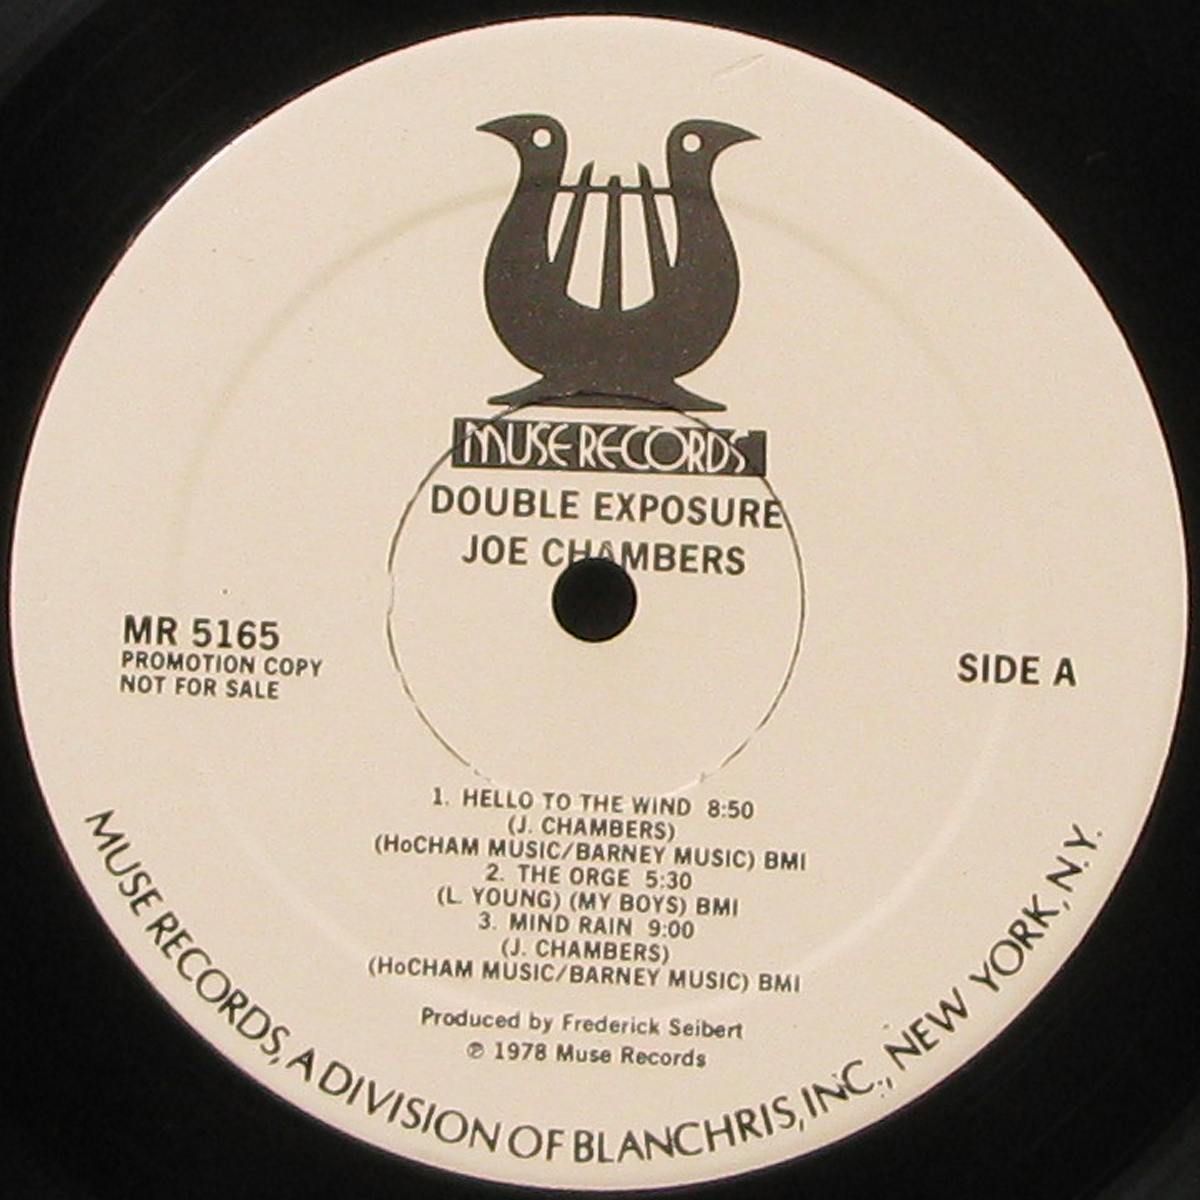 MUSE RECORDS
DOUBLE EXPOSURE
JOE CHAMBERS
MR 5165
PROMOTION COPY
NOT FOR SALE
SIDE A
1. HELLO TO THE WIND 8:50
(J. CHAMBERS)
(HoCHAM MUSIC/BARNEY MUSIC) BMI
2. THE ORGE 5:30
(L. YOUNG) (MY BOYS) BMI
3. MIND RAIN 9:00
(J. CHAMBERS)
(HoCHAM MUSIC/BARNEY MUSIC) BMI
Produced by Frederick Seibert
℗ 1978 Muse Records
MUSE RECORDS, A DIVISION OF BLANCHRIS, INC., NEW YORK, N.Y.